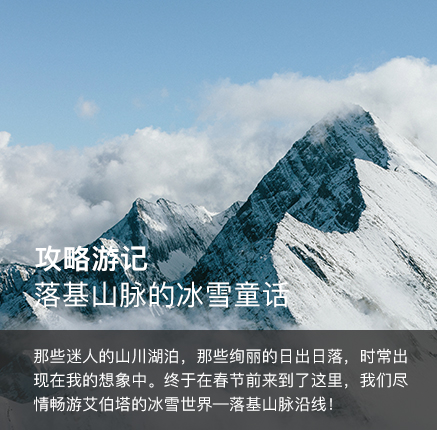 攻略游记
落基山脉的冰雪童话
那些迷人的山川湖泊，那些绚丽的日出日落，时常出
现在我的想象中。终于在春节前来到了这里，我们尽
情畅游艾伯塔的冰雪世界—落基山脉沿线！